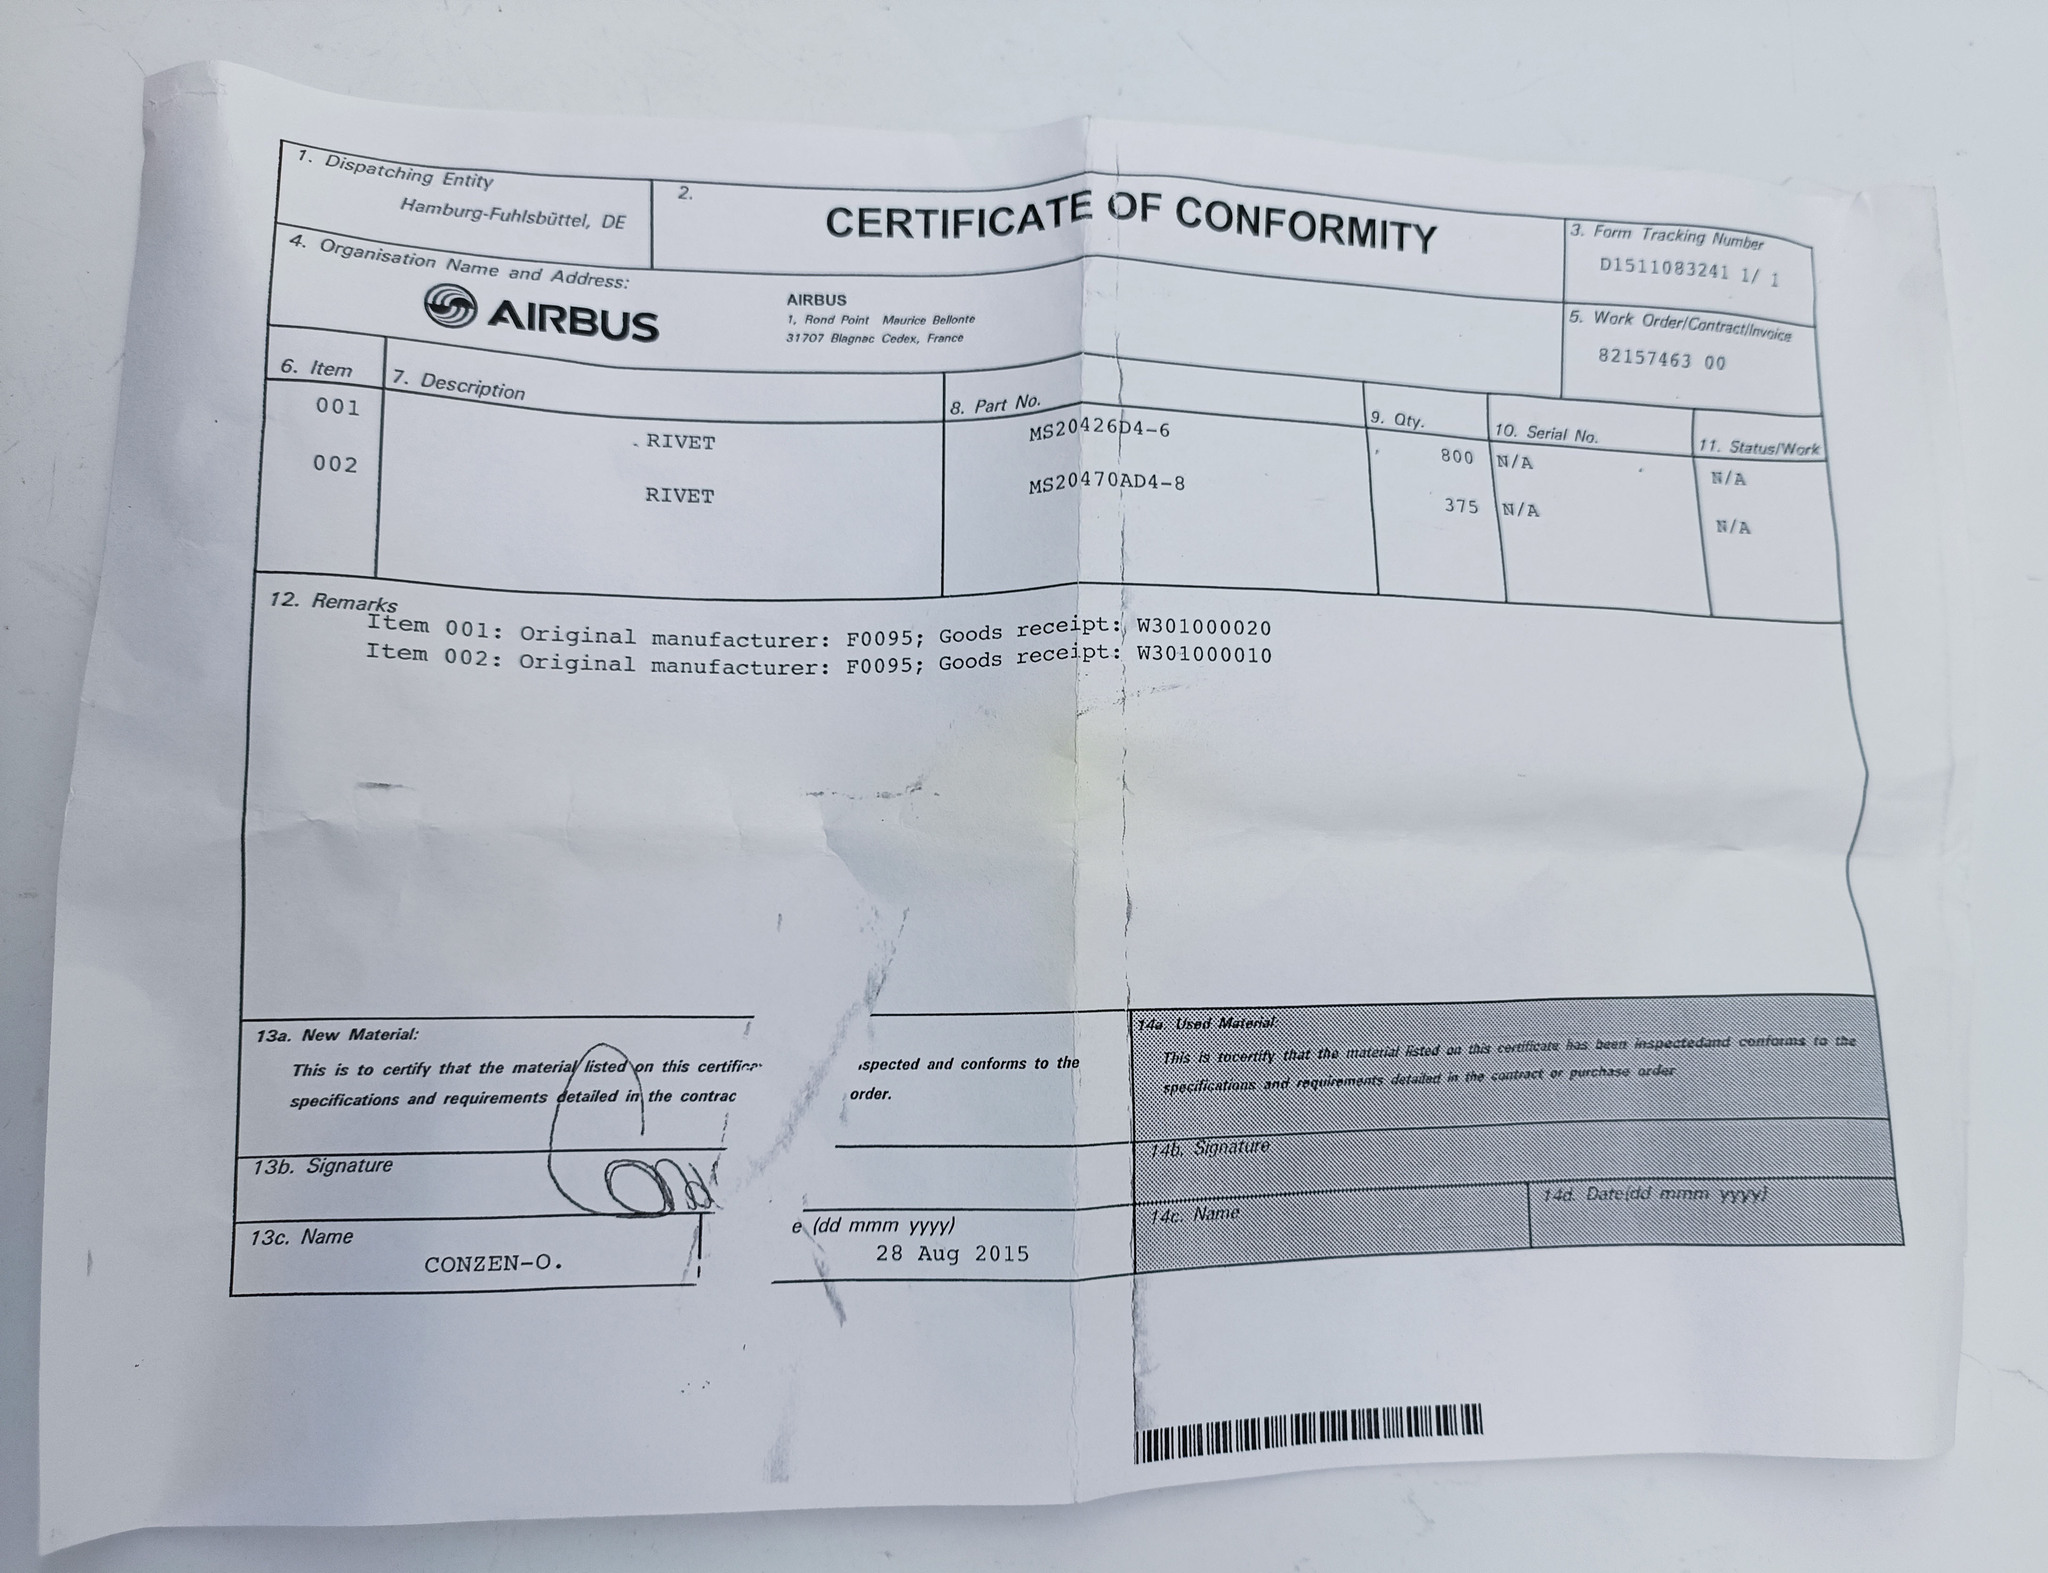 1. Dispatching Entity
Hamburg-Fuhlsbüttel, DE
2.
CERTIFICATE OF CONFORMITY
3. Form Tracking Number
D1511083241 1/ 1
4. Organisation Name and Address:
AIRBUS
AIRBUS
1, Rond Point Maurice Bellonte
31707 Blagnac Cedex, France
5. Work Order/Contract/Invoice
82157463 00
6. Item 7. Description 8. Part No. 9. Qty. 10. Serial No. 11. Status/Work
001 RIVET MS20426D4-6 800 N/A N/A
002 RIVET MS20470AD4-8 375 N/A N/A
12. Remarks
Item 001: Original manufacturer: F0095; Goods receipt: W301000020
Item 002: Original manufacturer: F0095; Goods receipt: W301000010
13a. New Material:
This is to certify that the material listed on this spected and conforms to the
specifications and requirements detailed in the contrac order.
13b. Signature
13c. Name
CONZEN-O.
e (dd mmm yyyy)
28 Aug 2015
14a. Used Material:
This is tocertify that the material listed on this certificate has been inspectedand conforms to the
specifications and requirements detailed in the contract or purchase order
14b. Signature
14c. Name
14d. Date(dd mmm yyyy)